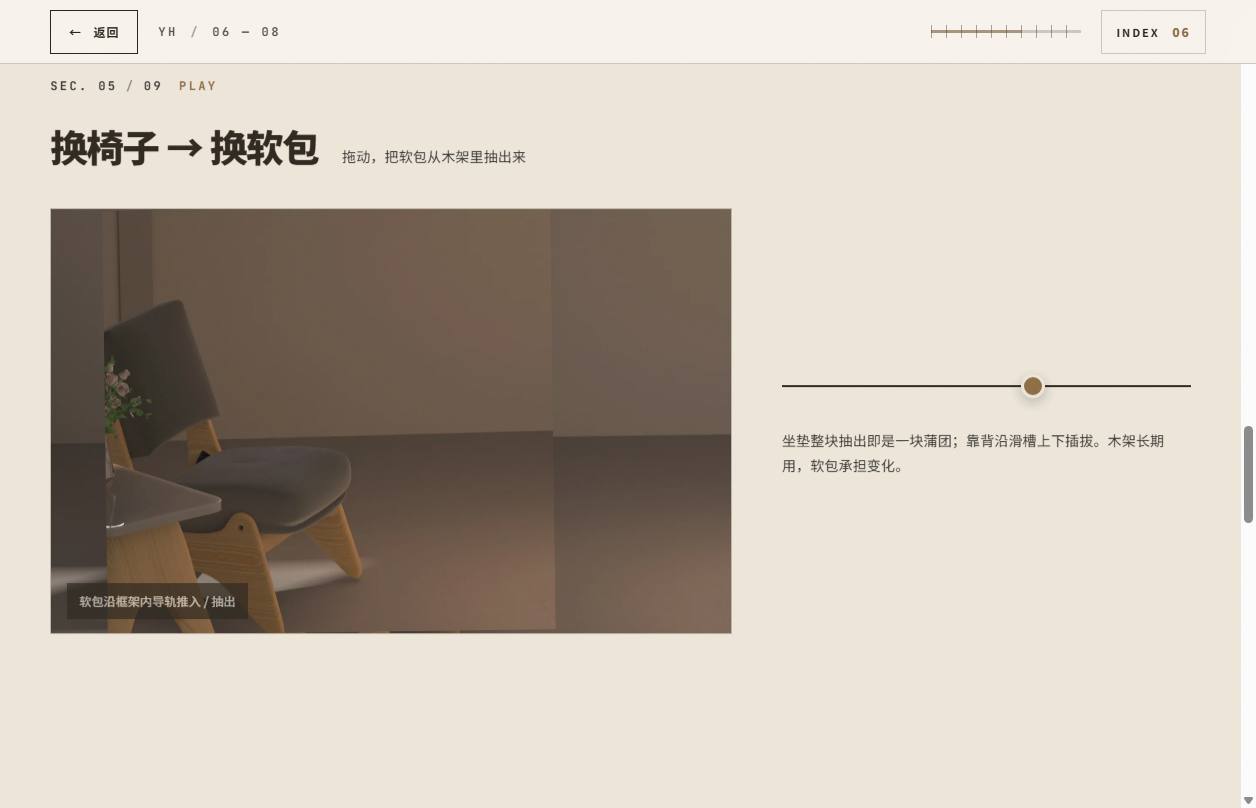 ← 返回
YH / 06 — 08
INDEX 06
SEC. 05 / 09 PLAY
换椅子 → 换软包
拖动，把软包从木架里抽出来
软包沿框架内导轨推入 / 抽出
坐垫整块抽出即是一块蒲团；靠背沿滑槽上下插拔。木架长期
用，软包承担变化。